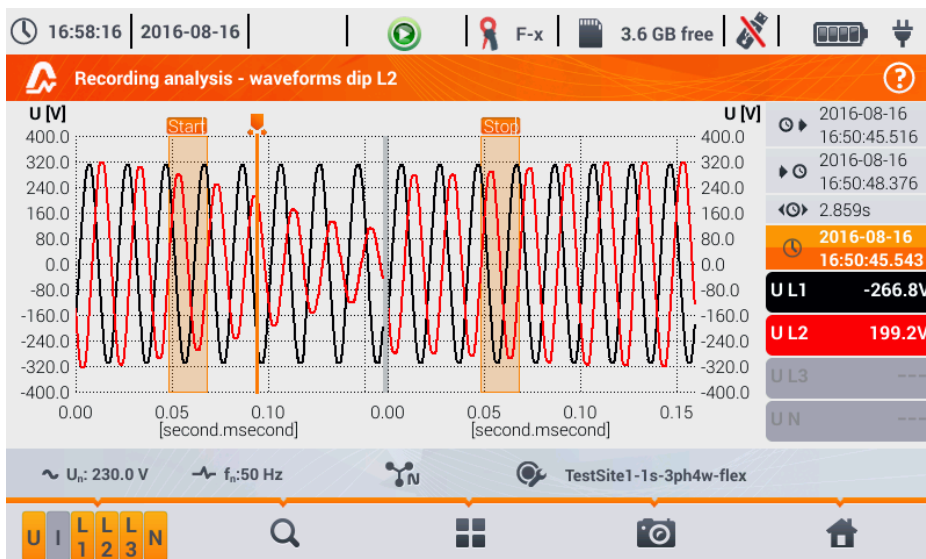 16:58:16 2016-08-16 F-x 3.6 GB free
Recording analysis - waveforms dip L2 ?
U [V]
Start
Stop
U [V]
400.0
320.0
240.0
160.0
80.0
0.0
-80.0
-160.0
-240.0
-320.0
-400.0
400.0
320.0
240.0
160.0
80.0
0.0
-80.0
-160.0
-240.0
-320.0
-400.0
0.00 0.05 0.10 0.00 0.05 0.10 0.15
[second.msecond] [second.msecond]
2016-08-16
16:50:45.516
2016-08-16
16:50:48.376
2.859s
2016-08-16
16:50:45.543
U L1 -266.8V
U L2 199.2V
U L3 ---
U N ---
Un: 230.0 V fn:50 Hz N TestSite1-1s-3ph4w-flex
U I L1 L2 L3 N